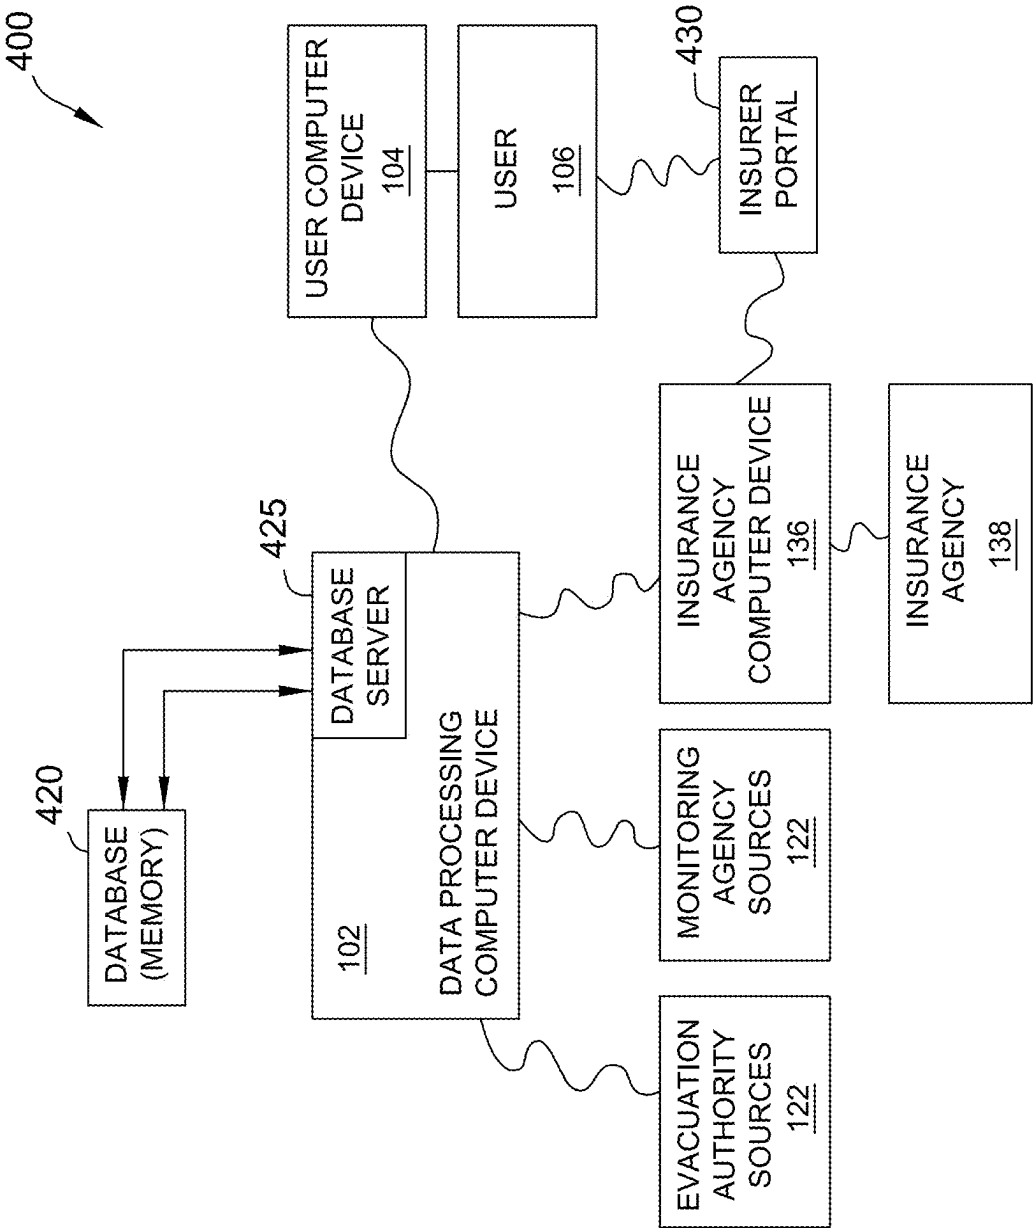 400
420
DATABASE
(MEMORY)
425
DATABASE
SERVER
102
DATA PROCESSING
COMPUTER DEVICE
USER COMPUTER
DEVICE
104
USER
106
430
INSURER
PORTAL
EVACUATION
AUTHORITY
SOURCES
122
MONITORING
AGENCY
SOURCES
122
INSURANCE
AGENCY
COMPUTER DEVICE
136
INSURANCE
AGENCY
138